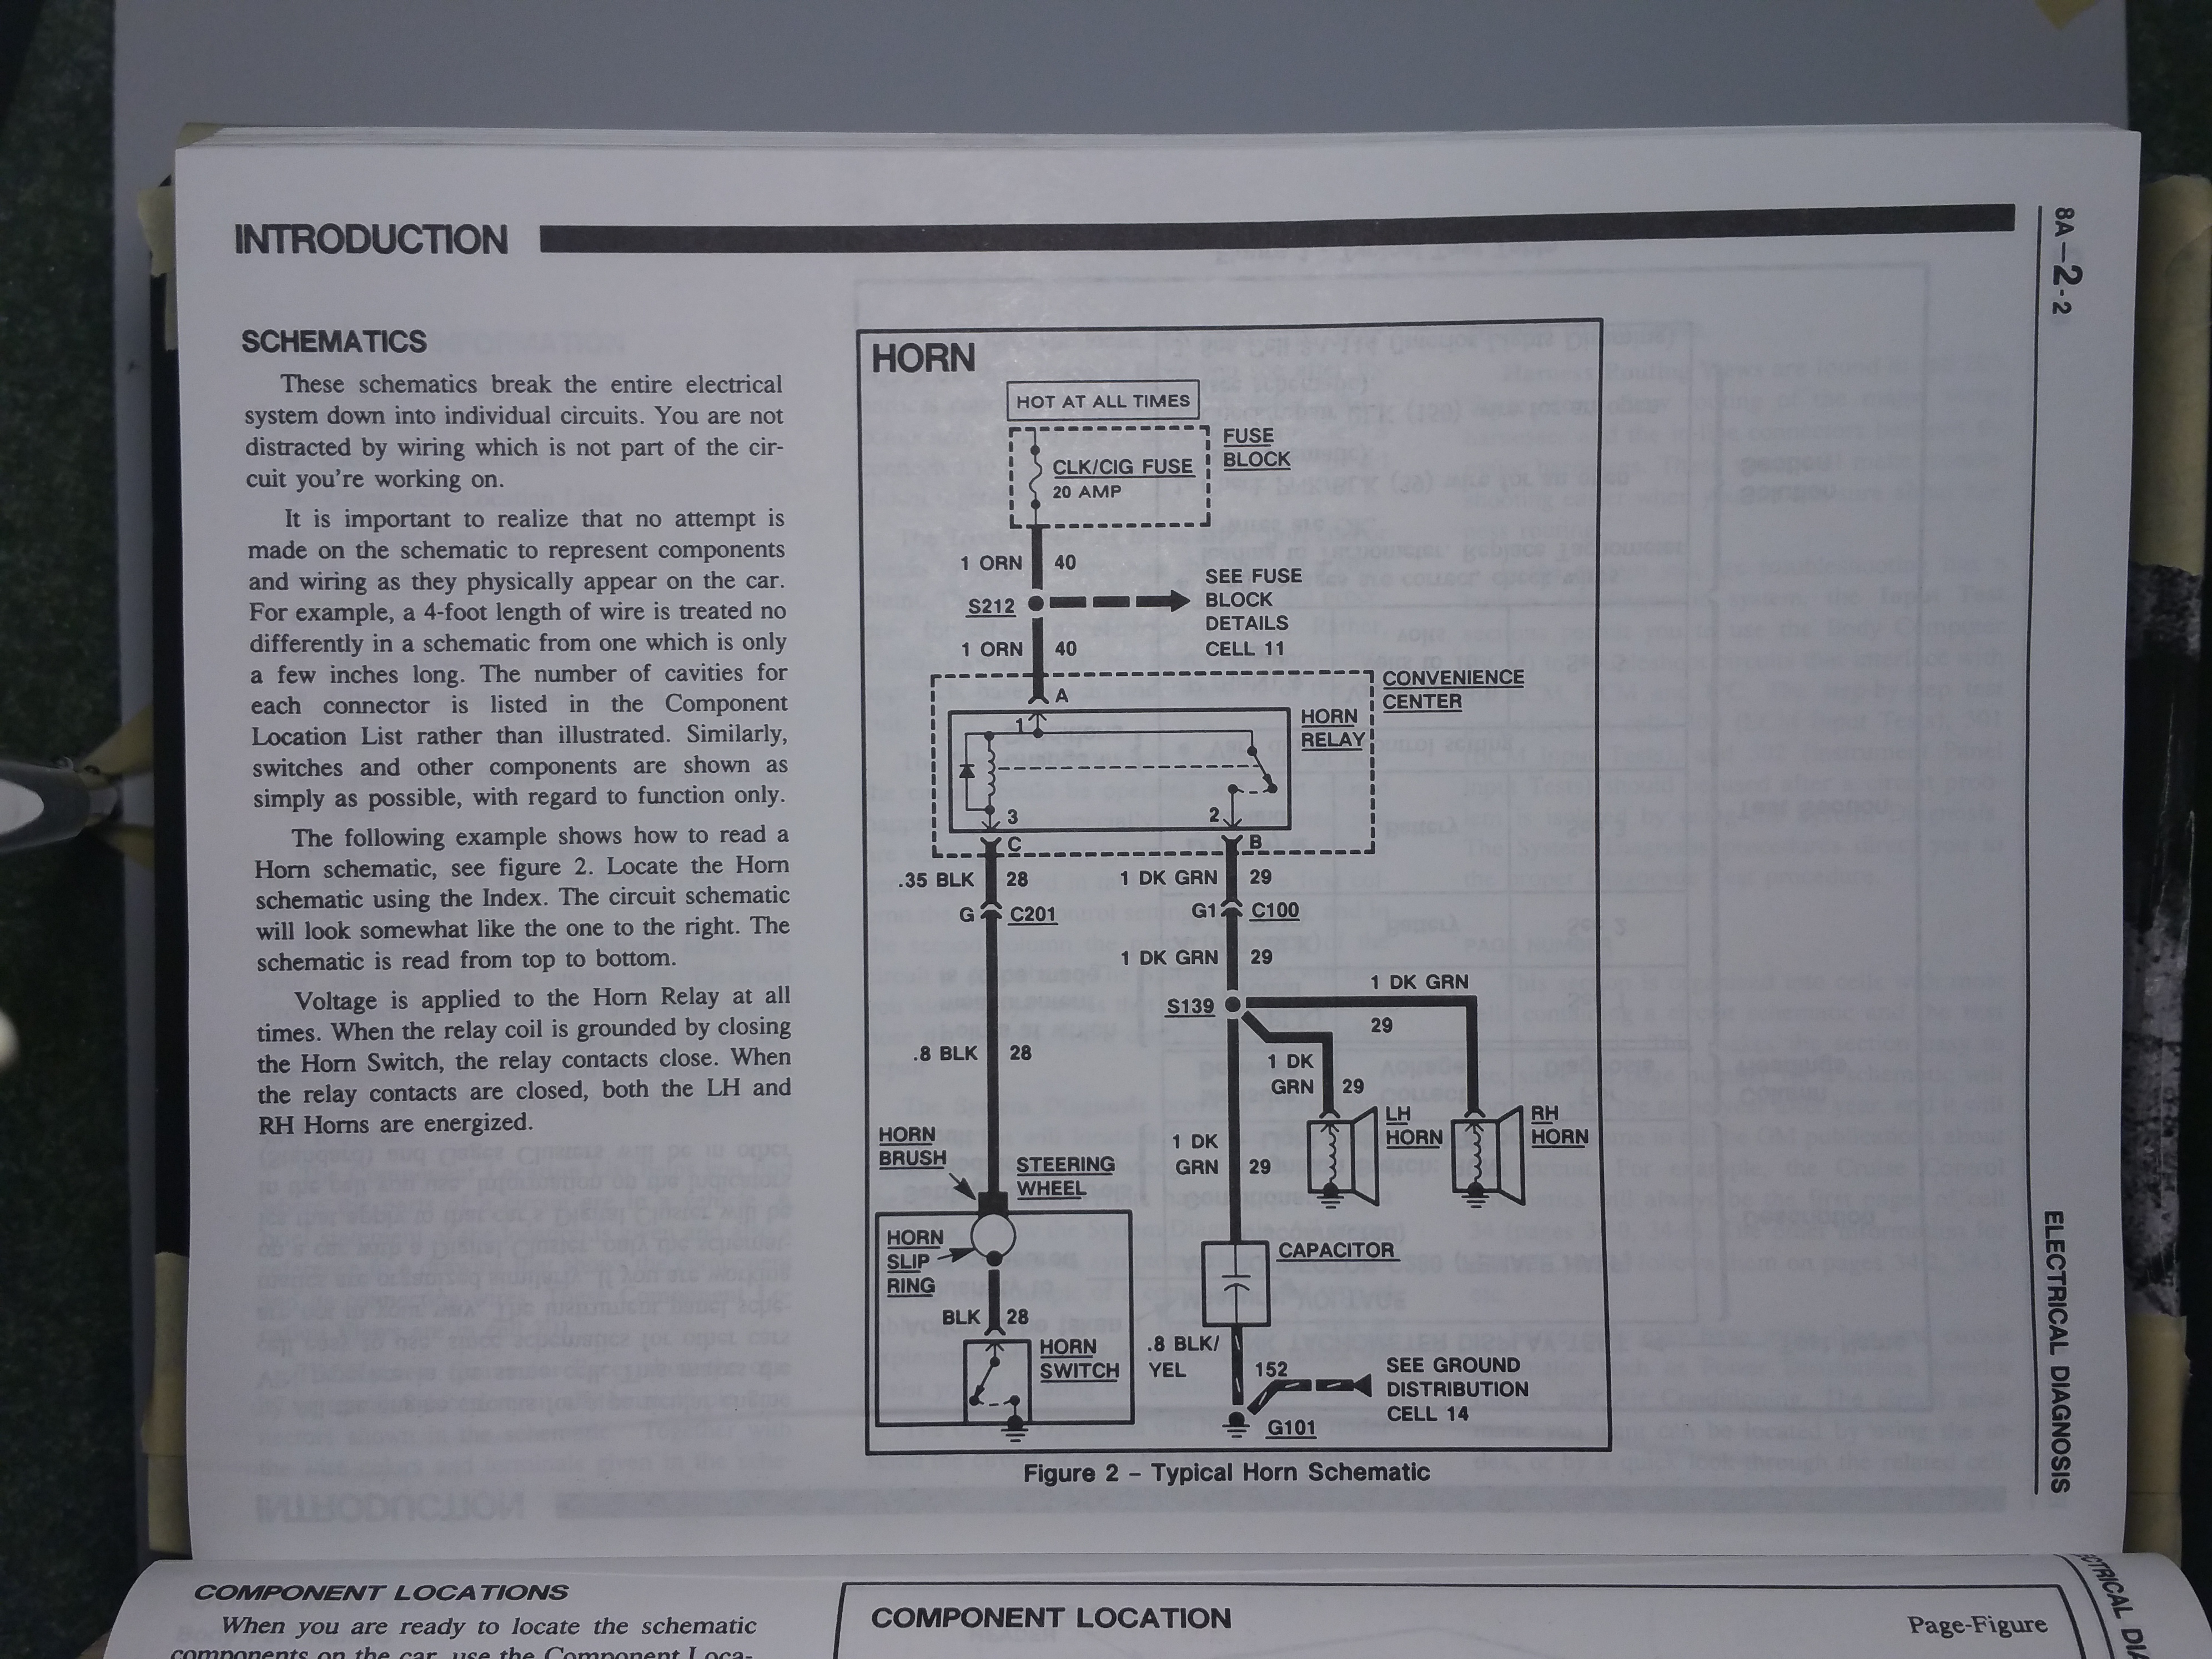 INTRODUCTION
8A—2-2
ELECTRICAL DIAGNOSIS
SCHEMATICS
These schematics break the entire electrical
system down into individual circuits. You are not
distracted by wiring which is not part of the cir-
cuit you're working on.
It is important to realize that no attempt is
made on the schematic to represent components
and wiring as they physically appear on the car.
For example, a 4-foot length of wire is treated no
differently in a schematic from one which is only
a few inches long. The number of cavities for
each connector is listed in the Component
Location List rather than illustrated. Similarly,
switches and other components are shown as
simply as possible, with regard to function only.
The following example shows how to read a
Horn schematic, see figure 2. Locate the Horn
schematic using the Index. The circuit schematic
will look somewhat like the one to the right. The
schematic is read from top to bottom.
Voltage is applied to the Horn Relay at all
times. When the relay coil is grounded by closing
the Horn Switch, the relay contacts close. When
the relay contacts are closed, both the LH and
RH Horns are energized.
HORN
HOT AT ALL TIMES
FUSE
BLOCK
CLK/CIG FUSE
20 AMP
1 ORN 40
S212
SEE FUSE
BLOCK
DETAILS
CELL 11
1 ORN 40
A
CONVENIENCE
CENTER
1
HORN
RELAY
3
2
C
B
.35 BLK 28
1 DK GRN 29
G C201
G1 C100
1 DK GRN 29
S139
1 DK GRN
29
.8 BLK 28
1 DK
GRN 29
LH
HORN
RH
HORN
1 DK
GRN 29
HORN
BRUSH
STEERING
WHEEL
HORN
SLIP
RING
CAPACITOR
BLK 28
HORN
SWITCH
.8 BLK/
YEL 152
SEE GROUND
DISTRIBUTION
CELL 14
G101
Figure 2 – Typical Horn Schematic
COMPONENT LOCATIONS
When you are ready to locate the schematic
components on the car, use the Component Loca-
COMPONENT LOCATION
Page-Figure